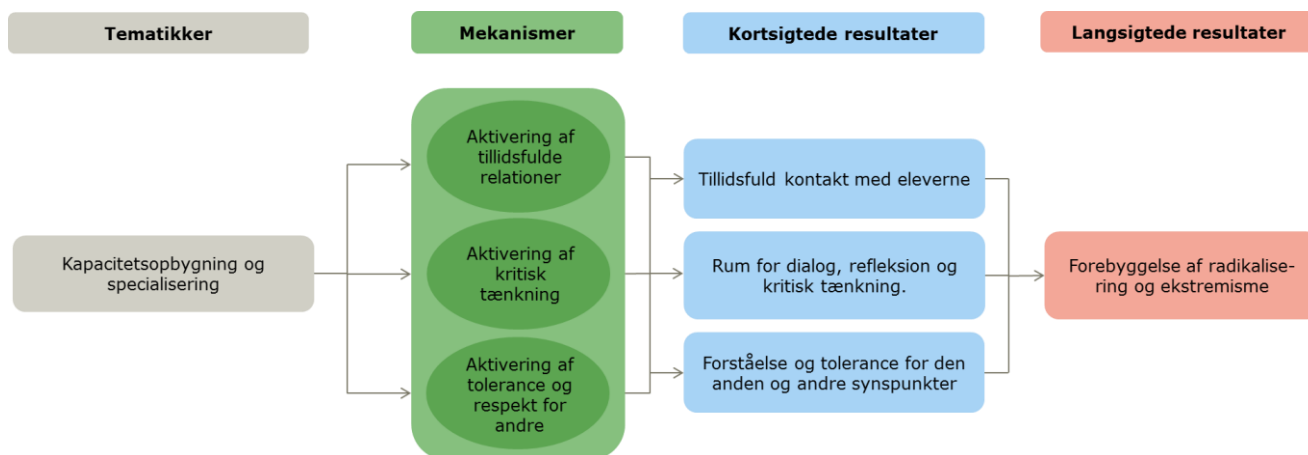 Tematikker
Mekanismer
Kortsigtede resultater
Langsigtede resultater
Kapacitetsopbygning og
specialisering
Aktivering af
tillidsfulde
relationer
Aktivering af
kritisk
tænkning
Aktivering af
tolerance og
respekt for
andre
Tillidsfuld kontakt med eleverne
Rum for dialog, refleksion og
kritisk tænkning.
Forståelse og tolerance for den
anden og andre synspunkter
Forebyggelse af radikalise-
ring og ekstremisme